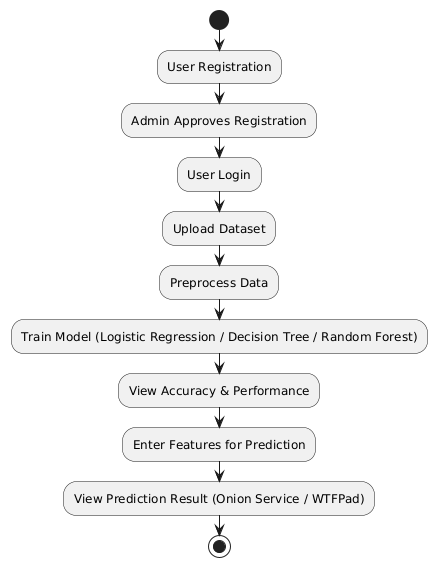 User Registration
Admin Approves Registration
User Login
Upload Dataset
Preprocess Data
Train Model (Logistic Regression / Decision Tree / Random Forest)
View Accuracy & Performance
Enter Features for Prediction
View Prediction Result (Onion Service / WTFPad)